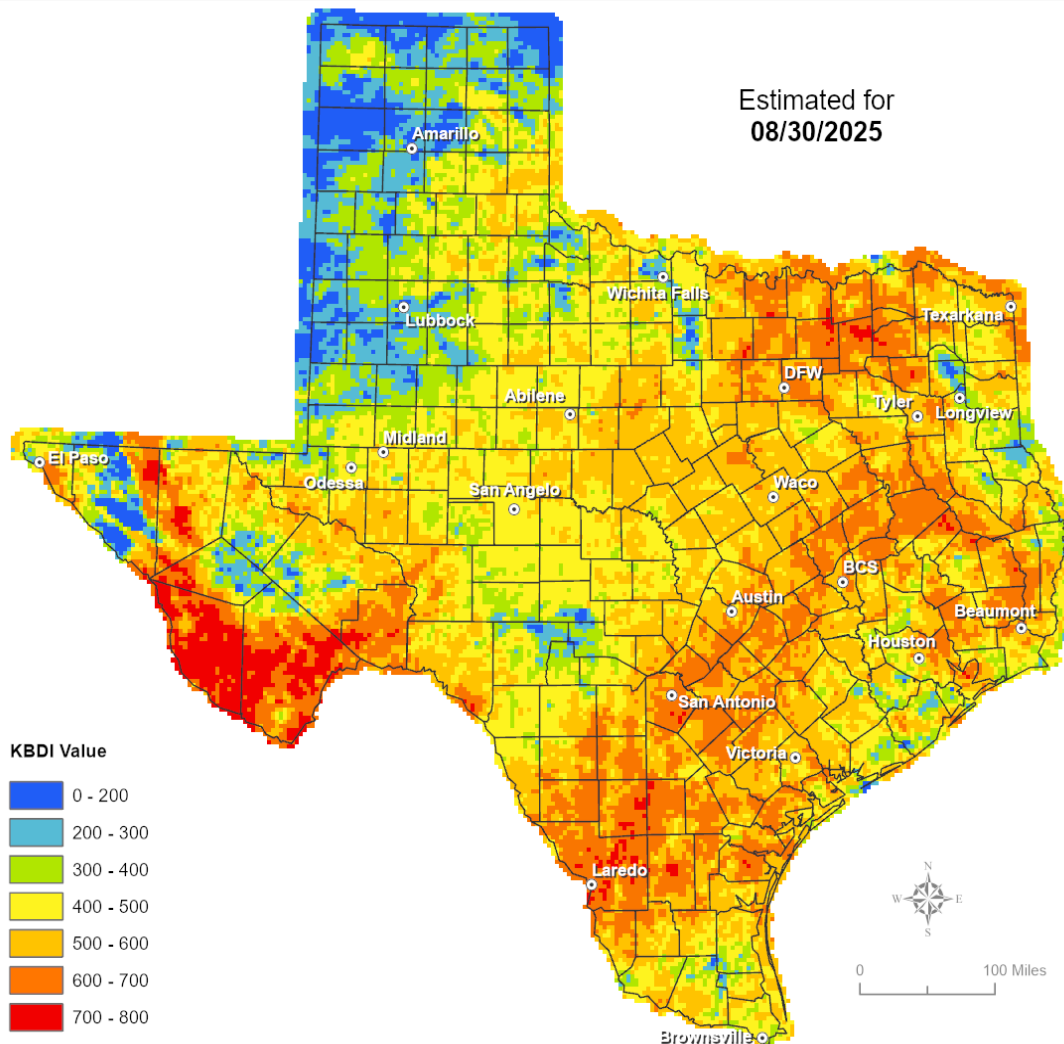 Estimated for
08/30/2025
Amarillo
Wichita Falls
Lubbock
Texarkana
DFW
Abilene
Tyler
Longview
Midland
El Paso
Odessa
San Angelo
Waco
BCS
Austin
Beaumont
Houston
San Antonio
Victoria
KBDI Value
0 - 200
200 - 300
300 - 400
400 - 500
500 - 600
600 - 700
700 - 800
Laredo
N
W E
S
0 100 Miles
Brownsville